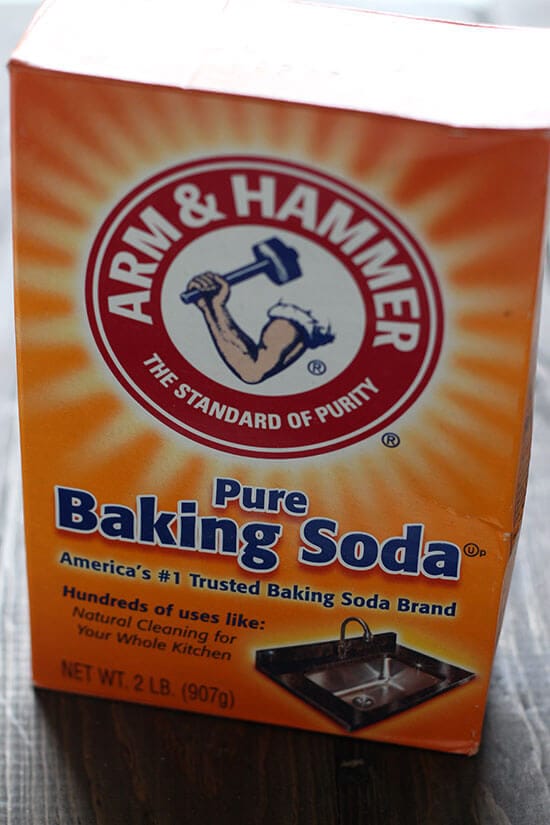 ARM & HAMMER
®
THE STANDARD OF PURITY
®
Pure
Baking Soda ⓊP
America's #1 Trusted Baking Soda Brand
Hundreds of uses like:
Natural Cleaning for
Your Whole Kitchen
NET WT. 2 LB. (907g)